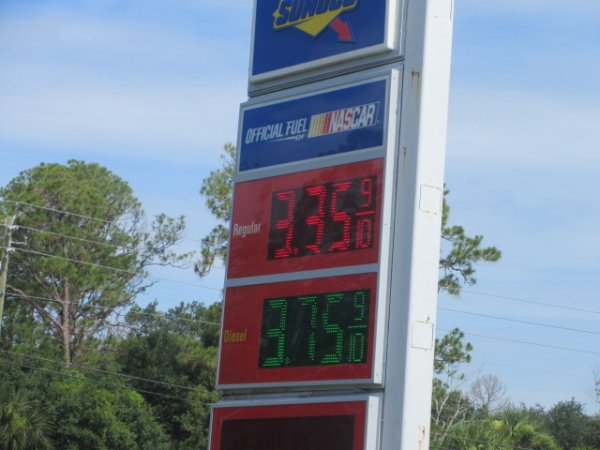 SUNOCO
OFFICIAL FUEL OF NASCAR
Regular 3.35 9/10
Diesel 3.75 9/10